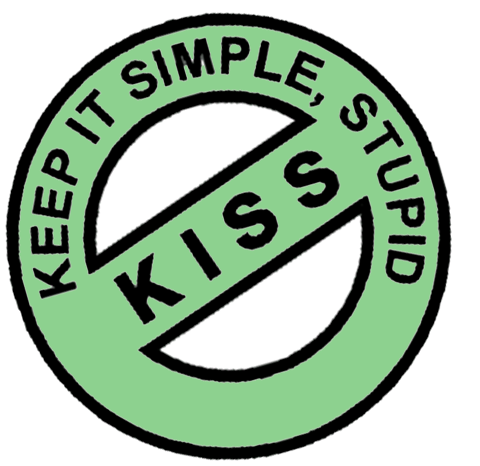 KEEP IT SIMPLE, STUPID
KISS